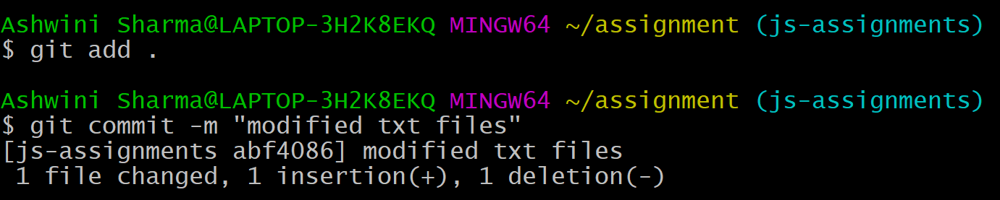 Ashwini Sharma@LAPTOP-3H2K8EKQ MINGW64 ~/assignment (js-assignments)
$ git add .
Ashwini Sharma@LAPTOP-3H2K8EKQ MINGW64 ~/assignment (js-assignments)
$ git commit -m "modified txt files"
[js-assignments abf4086] modified txt files
 1 file changed, 1 insertion(+), 1 deletion(-)